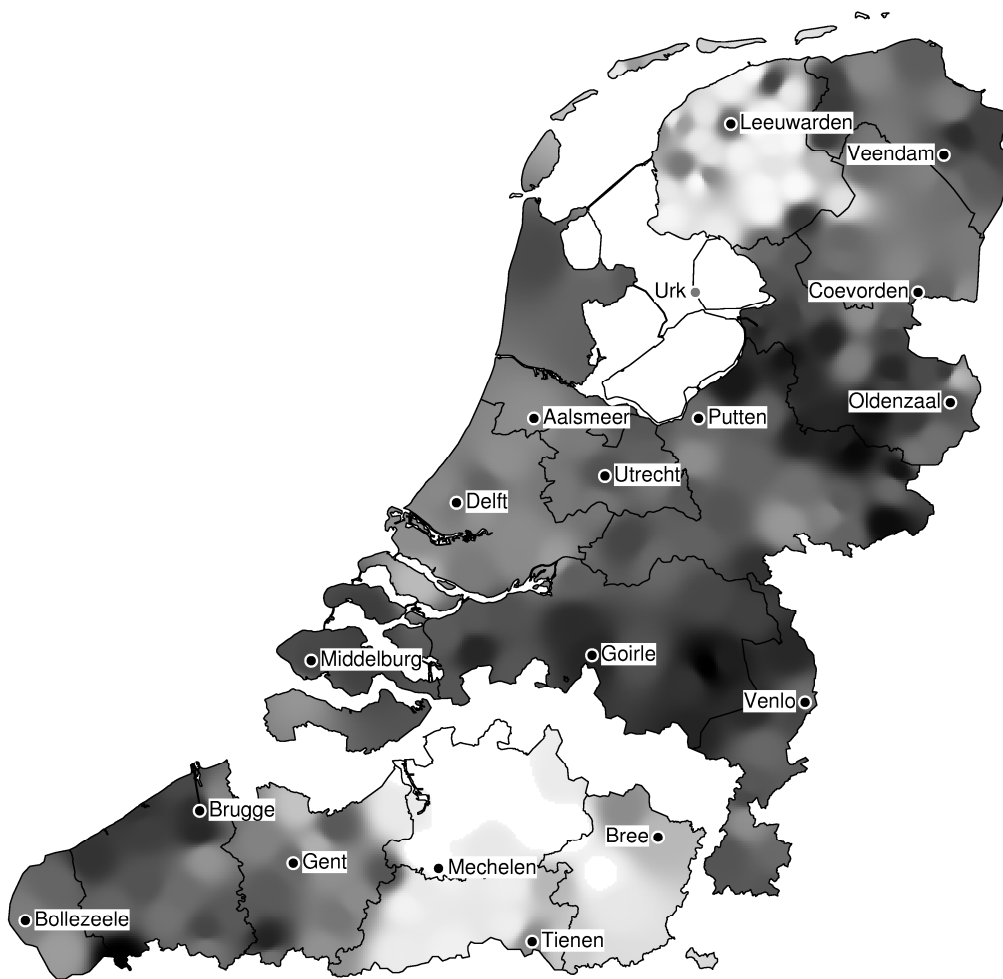 Leeuwarden
Veendam
Urk
Coevorden
Oldenzaal
Aalsmeer
Putten
Utrecht
Delft
Goirle
Middelburg
Venlo
Brugge
Bree
Gent
Mechelen
Bollezeele
Tienen